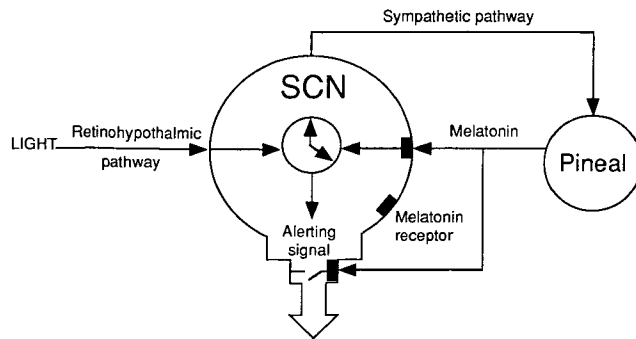 Sympathetic pathway
SCN
LIGHT
Retinohypothalmic
pathway
Melatonin
Pineal
Melatonin
receptor
Alerting
signal